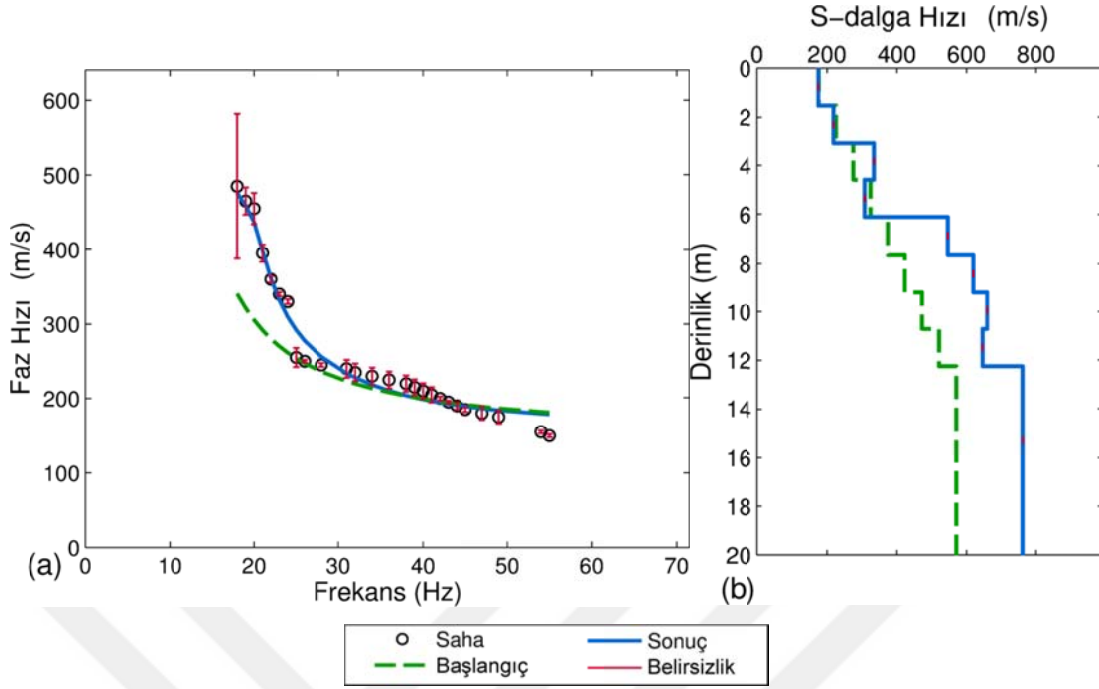 S-dalga Hızı (m/s)
0 200 400 600 800
600
500
400
300
200
100
0
Faz Hızı (m/s)
0 10 20 30 40 50 60 70
Frekans (Hz)
(a)
0
2
4
6
8
10
12
14
16
18
20
Derinlik (m)
(b)
Saha
Sonuç
Başlangıç
Belirsizlik